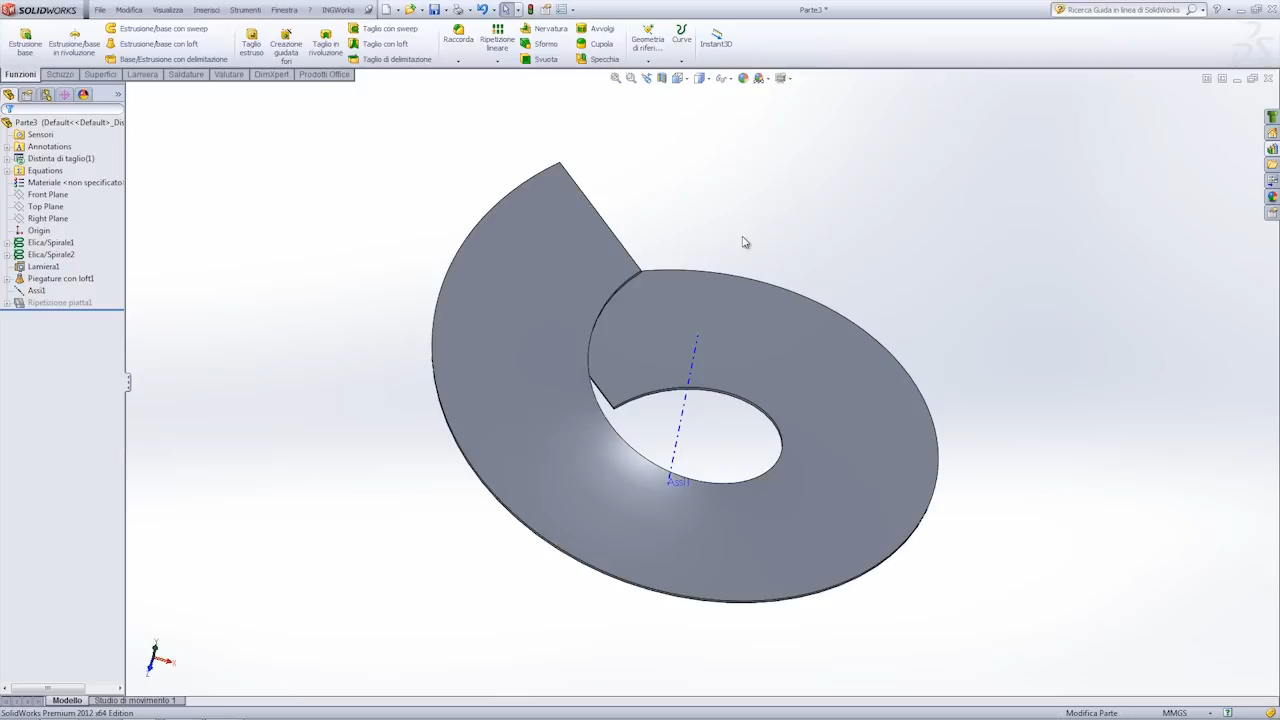 SOLIDWORKS File Modifica Visualizza Inserisci Strumenti Finestra ? INGWorks Parte3 * Ricerca Guida in linea di SolidWorks
Estrusione base
Estrusione/base in rivoluzione
Estrusione/base con sweep
Estrusione/base con loft
Base/Estrusione con delimitazione
Taglio estruso
Creazione guidata fori
Taglio in rivoluzione
Taglio con sweep
Taglio con loft
Taglio di delimitazione
Raccorda
Ripetizione lineare
Nervatura
Sformo
Svuota
Avvolgi
Cupola
Specchia
Geometria di riferi...
Curve
Instant3D
Funzioni Schizzo Superfici Lamiera Saldature Valutare DimXpert Prodotti Office
Parte3 (Default<<Default>_Dis
Sensori
Annotations
Distinta di taglio(1)
Equations
Materiale <non specificato>
Front Plane
Top Plane
Right Plane
Origin
Elica/Spirale1
Elica/Spirale2
Lamiera1
Piegature con loft1
Assi1
Ripetizione piatta1
Assi1
Y
X
Z
Modello Studio di movimento 1
SolidWorks Premium 2012 x64 Edition Modifica Parte MMGS